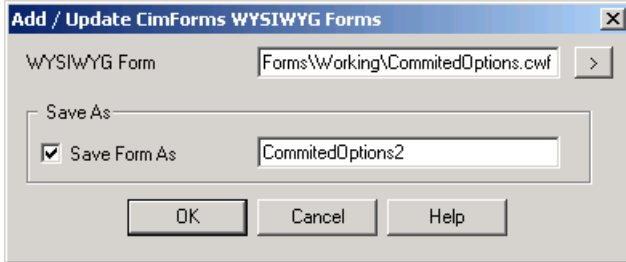 Add / Update CimForms WYSIWYG Forms
WYSIWYG Form Forms\Working\CommitedOptions.cwf >
Save As
Save Form As CommitedOptions2
OK Cancel Help